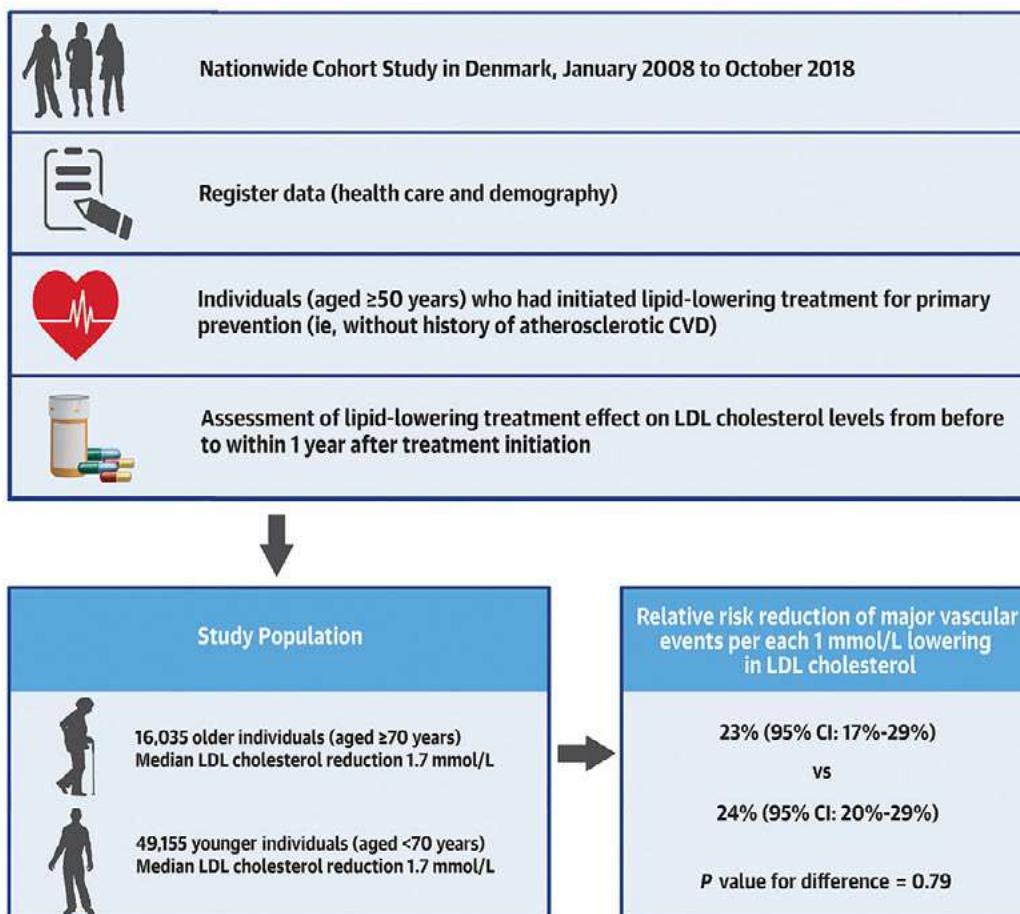 Nationwide Cohort Study in Denmark, January 2008 to October 2018
Register data (health care and demography)
Individuals (aged ≥50 years) who had initiated lipid-lowering treatment for primary
prevention (ie, without history of atherosclerotic CVD)
Assessment of lipid-lowering treatment effect on LDL cholesterol levels from before
to within 1 year after treatment initiation
Study Population
16,035 older individuals (aged ≥70 years)
Median LDL cholesterol reduction 1.7 mmol/L
49,155 younger individuals (aged <70 years)
Median LDL cholesterol reduction 1.7 mmol/L
Relative risk reduction of major vascular
events per each 1 mmol/L lowering
in LDL cholesterol
23% (95% CI: 17%-29%)
vs
24% (95% CI: 20%-29%)
P value for difference = 0.79